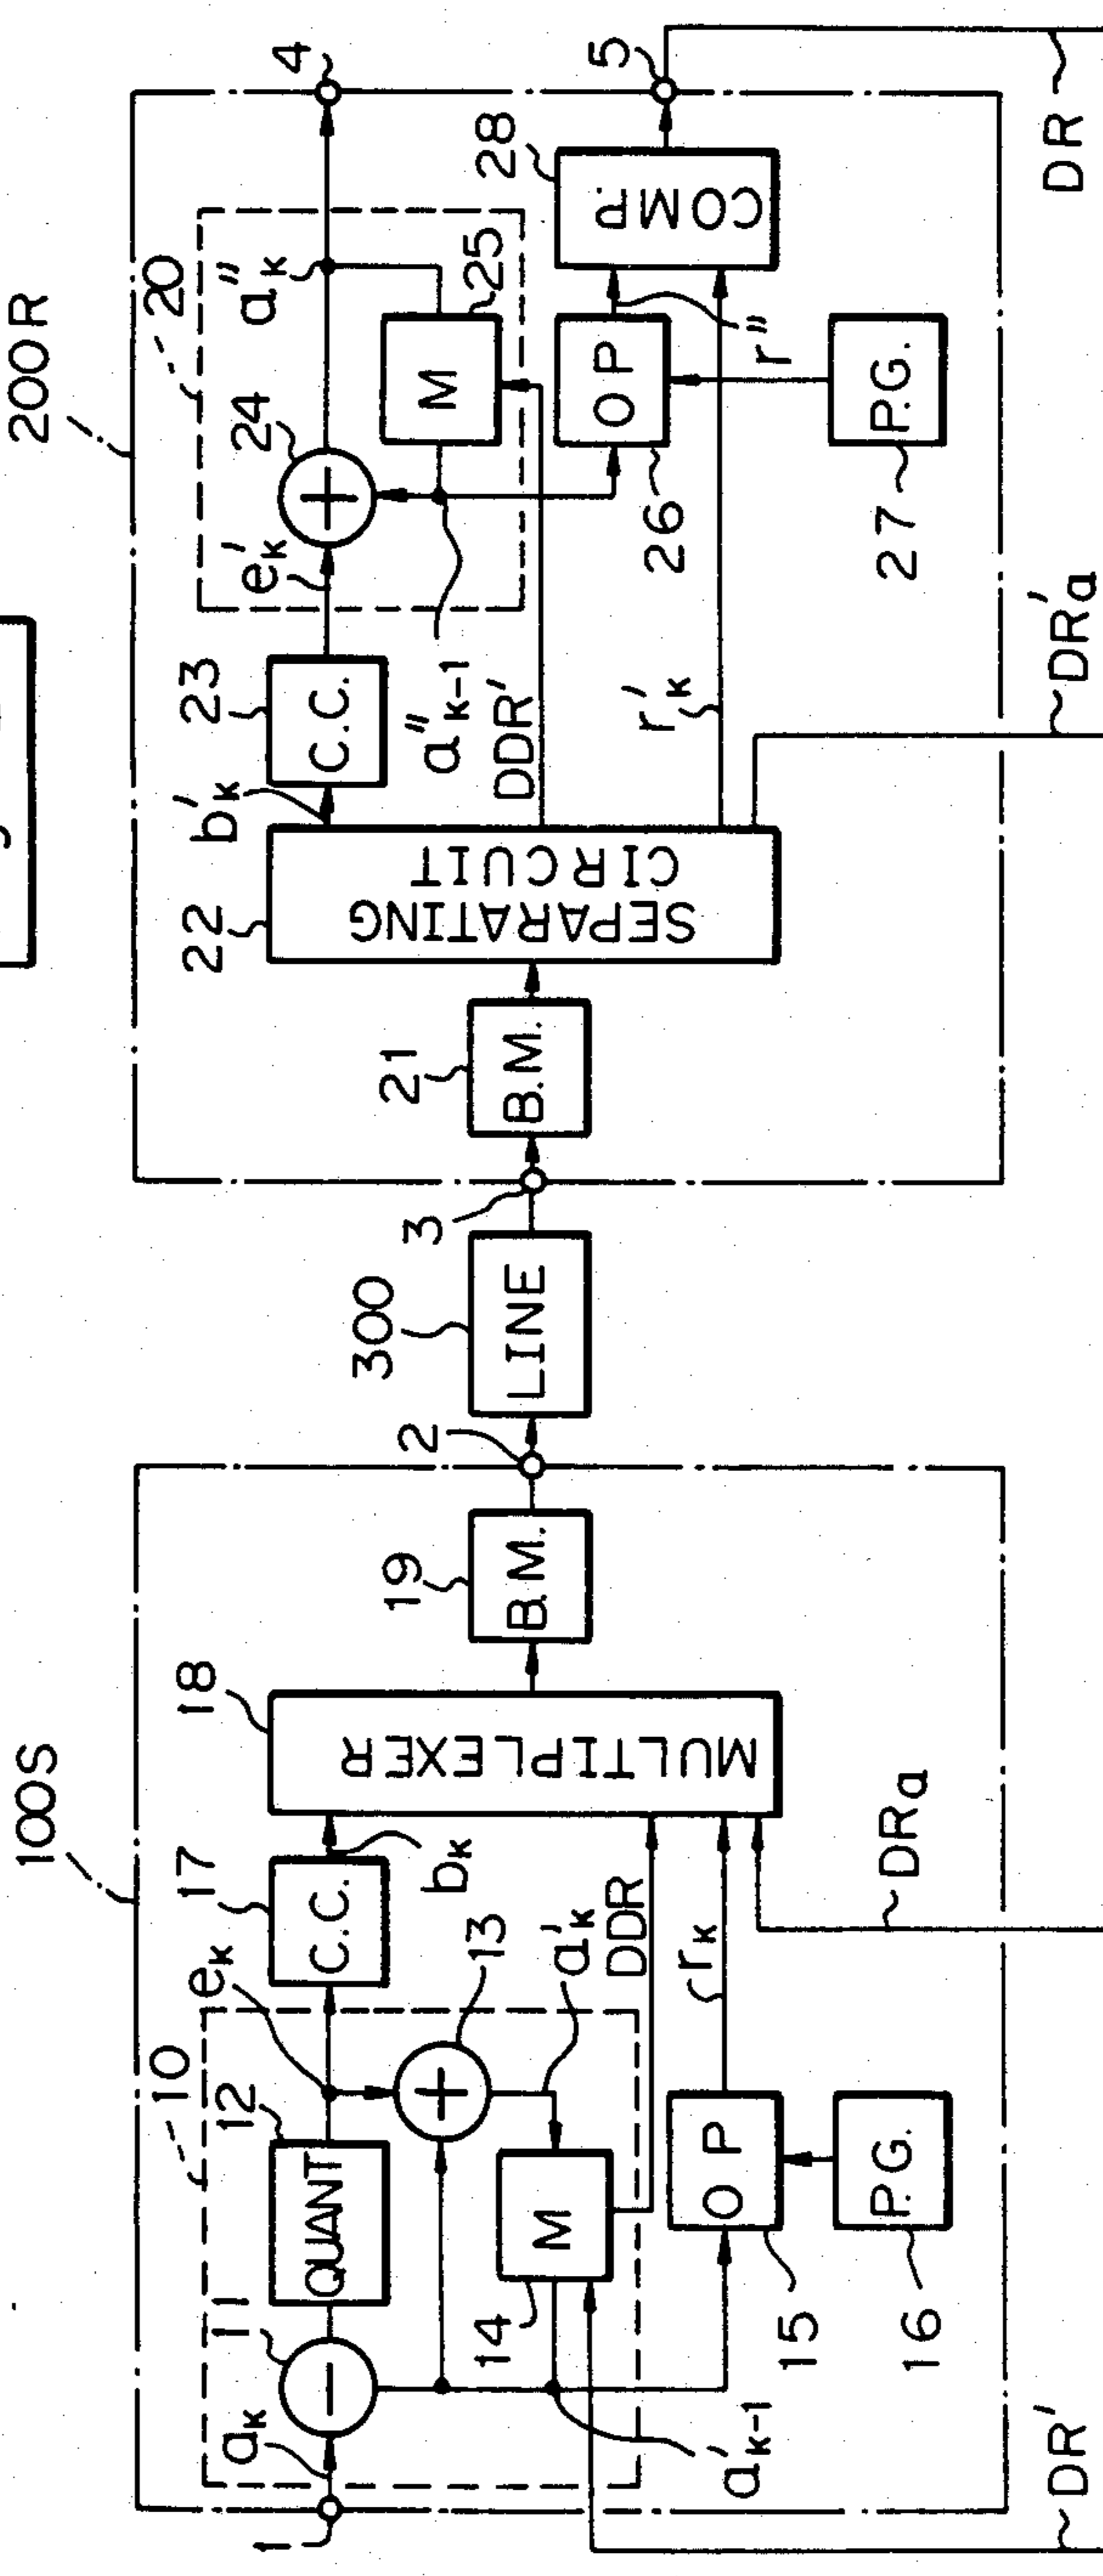 100S
10
11
12
QUANT
aₖ
1
eₖ
17
C.C.
bₖ
13
a'ₖ
DDR
14
M
a'ₖ₋₁
15
OP
16
P.G.
rₖ
DRa
DR'
18
MULTIPLEXER
19
B.M.
2
300
LINE
3
200R
21
B.M.
22
SEPARATING
CIRCUIT
b'ₖ
23
C.C.
e'ₖ
20
24
a"ₖ
25
M
a"ₖ₋₁
DDR'
26
OP
r"
27
P.G.
r'ₖ
28
COMP.
4
5
DR
DR'a